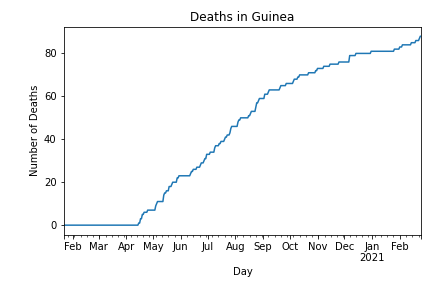 Deaths in Guinea
Number of Deaths
80
60
40
20
0
Feb Mar Apr May Jun Jul Aug Sep Oct Nov Dec Jan Feb
2021
Day